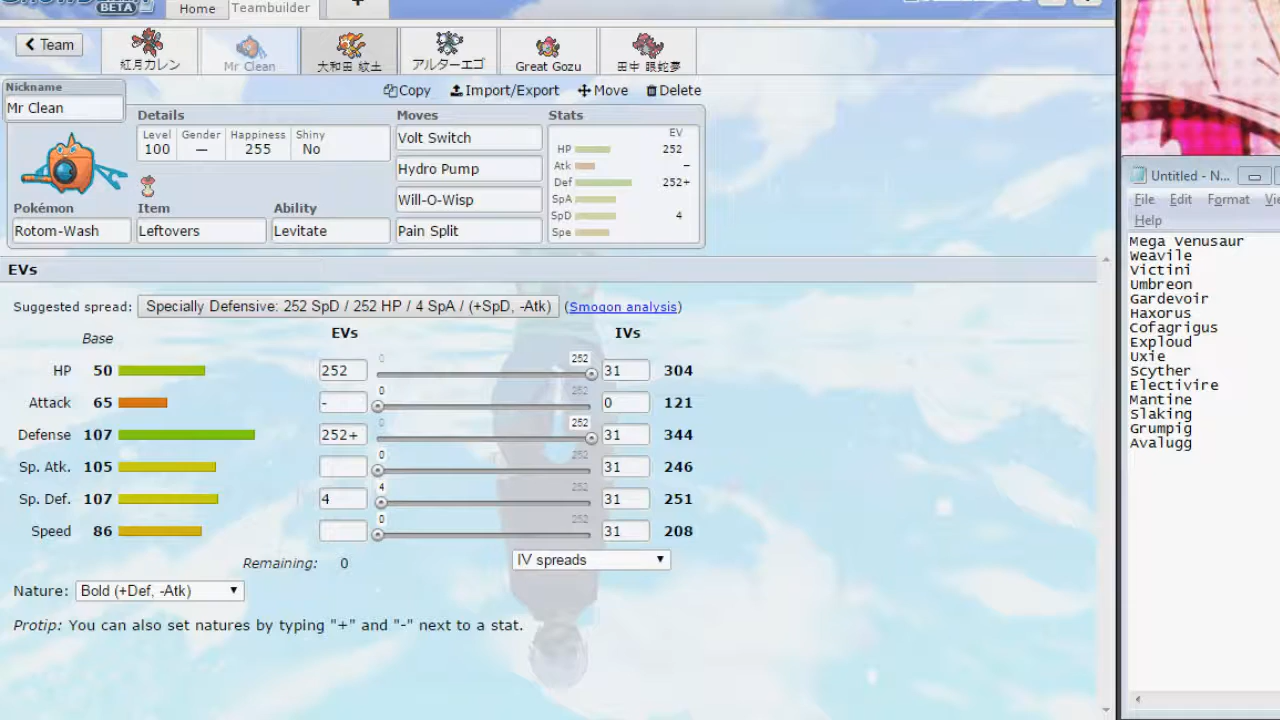 BETA
Home
Teambuilder
+
Team
紅月カレン
Mr Clean
大和田 紋土
アルターエゴ
Great Gozu
田中 眼蛇夢
Nickname
Mr Clean
Copy
Import/Export
Move
Delete
Details
Level
100
Gender
—
Happiness
255
Shiny
No
Pokémon
Rotom-Wash
Item
Leftovers
Ability
Levitate
Moves
Volt Switch
Hydro Pump
Will-O-Wisp
Pain Split
Stats
EV
HP 252
Atk –
Def 252+
SpA
SpD 4
Spe
EVs
Suggested spread: Specially Defensive: 252 SpD / 252 HP / 4 SpA / (+SpD, -Atk) (Smogon analysis)
Base EVs IVs
0 252
HP 50 252 31 304
0 252
Attack 65 - 0 121
0 252
Defense 107 252+ 31 344
0 252
Sp. Atk. 105 31 246
4 252
Sp. Def. 107 4 31 251
0 252
Speed 86 31 208
Remaining: 0
IV spreads
Nature: Bold (+Def, -Atk)
Protip: You can also set natures by typing "+" and "-" next to a stat.
Untitled - N...
File Edit Format
Help
Mega Venusaur
Weavile
Victini
Umbreon
Gardevoir
Haxorus
Cofagrigus
Exploud
Uxie
Scyther
Electivire
Mantine
Slaking
Grumpig
Avalugg